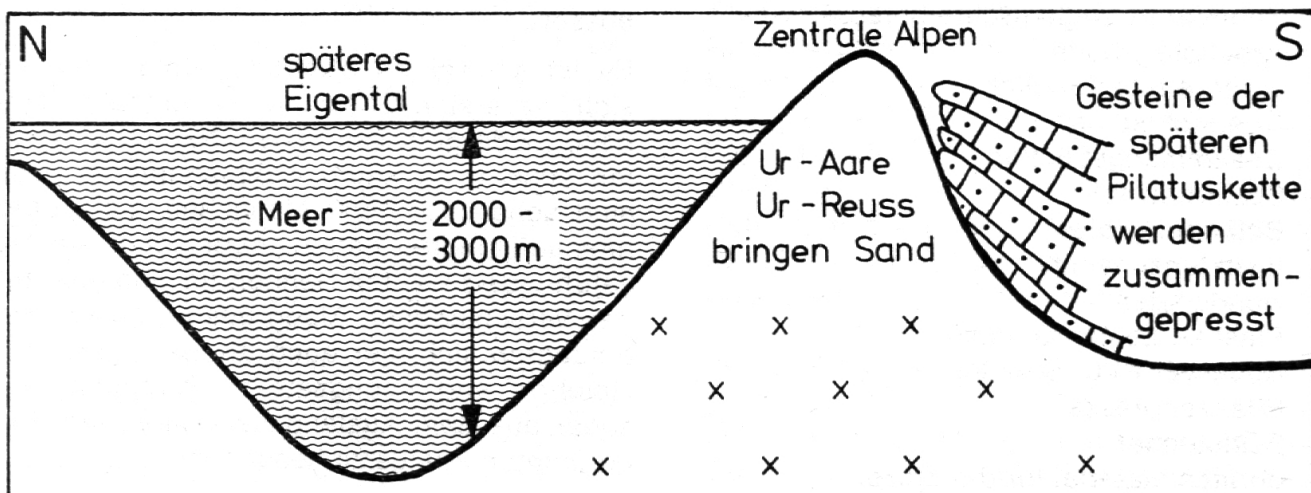 N
Zentrale Alpen
S
späteres
Eigental
Gesteine der
späteren
Pilatuskette
werden
zusammen-
gepresst
Ur-Aare
Ur-Reuss
bringen Sand
Meer
2000 -
3000 m